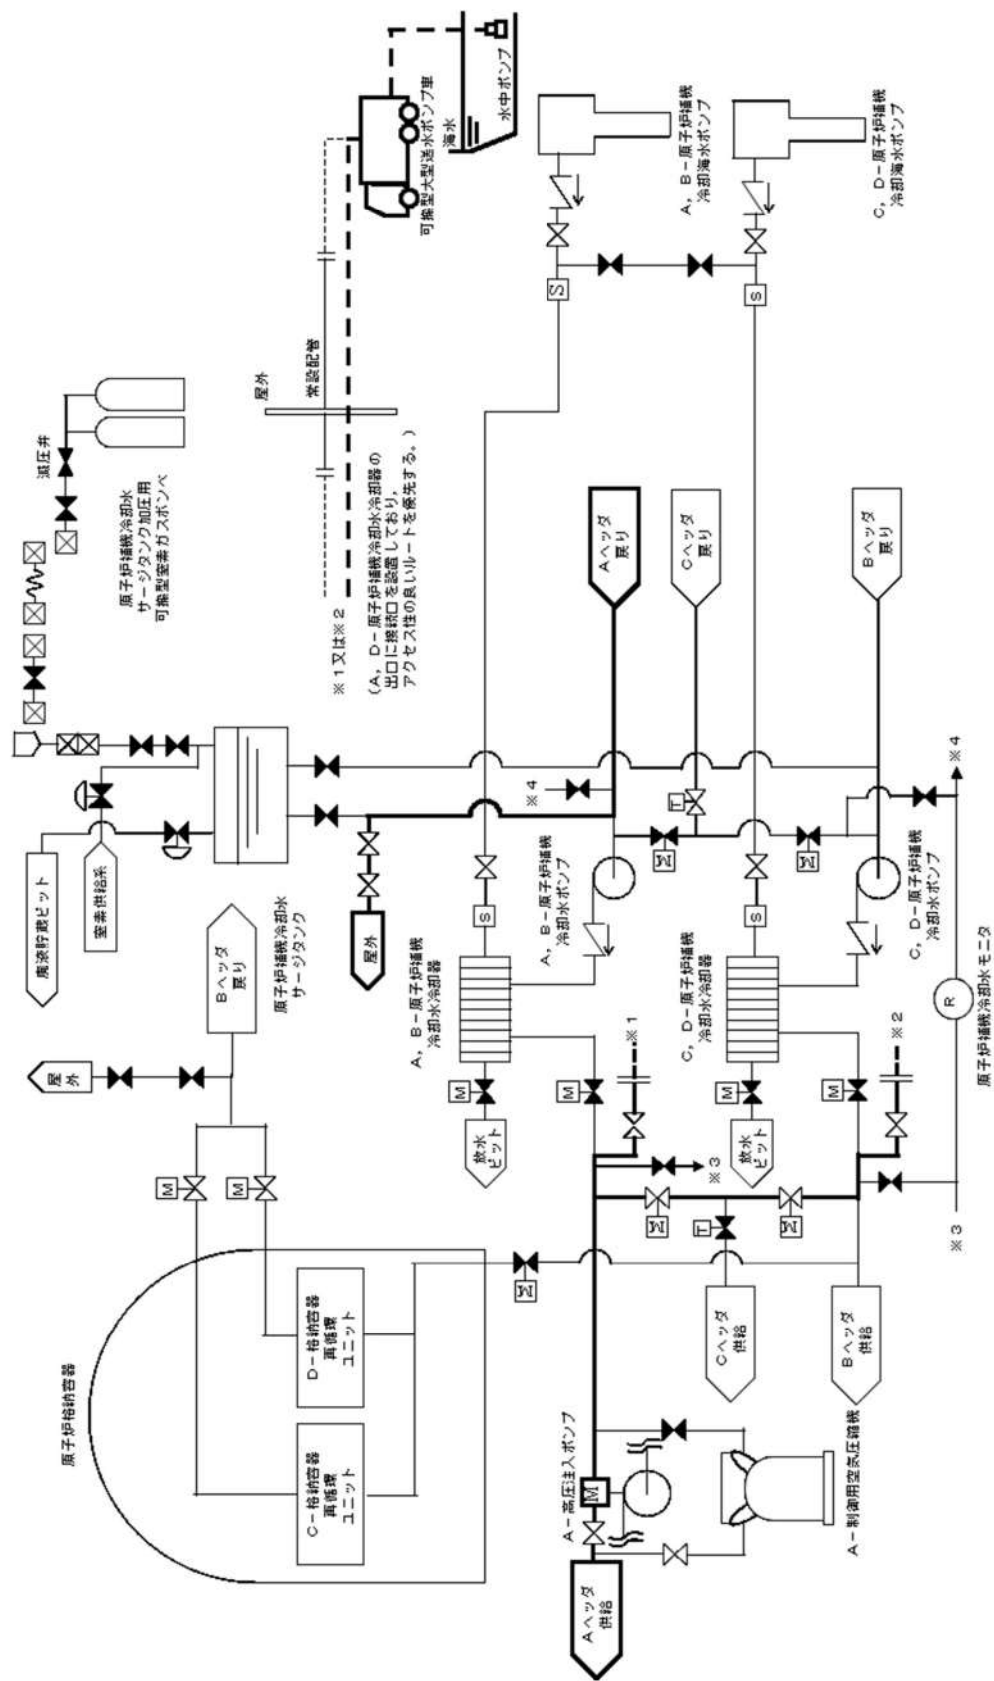 原子炉格納容器
C－格納容器
再循環
ユニット
D－格納容器
再循環
ユニット
M
M
屋外
Bヘッダ
戻り
廃液貯蔵ピット
窒素供給系
原子炉補機冷却水
サージタンク
減圧弁
原子炉補機冷却水
サージタンク加圧用
可搬型窒素ガスボンベ
屋外
常設配管
※1又は※2
(A，D－原子炉補機冷却水冷却器の
出口に接続口を設置しており，
アクセス性の良いルートを優先する。)
可搬型大型送水ポンプ車
海水
水中ポンプ
A，B－原子炉補機
冷却海水ポンプ
C，D－原子炉補機
冷却海水ポンプ
S
S
屋外
※4
Aヘッダ
戻り
Cヘッダ
戻り
Bヘッダ
戻り
T
M
M
S
A，B－原子炉補機
冷却水冷却器
A，B－原子炉補機
冷却水ポンプ
S
C，D－原子炉補機
冷却水冷却器
C，D－原子炉補機
冷却水ポンプ
M
放水
ピット
M
※1
※3
M
放水
ピット
M
※2
M
M
T
M
Cヘッダ
供給
Bヘッダ
供給
※3
R
原子炉補機冷却水モニタ
※4
A－高圧注入ポンプ
M
Aヘッダ
供給
A－制御用空気圧縮機